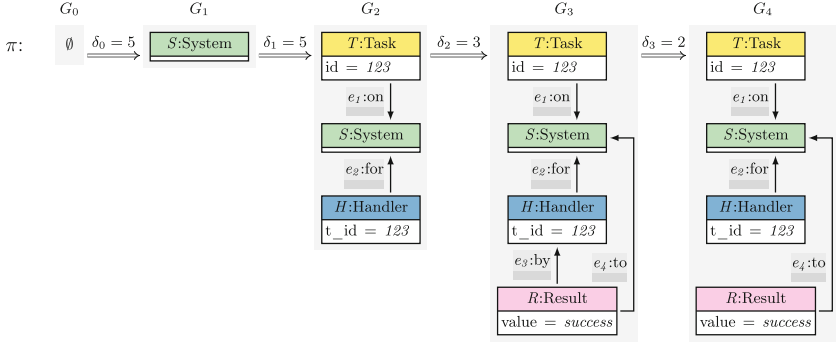 G₀ G₁ G₂ G₃ G₄
π: ∅ δ₀ = 5 S:System δ₁ = 5 T:Task δ₂ = 3 T:Task δ₃ = 2 T:Task
id = 123 id = 123 id = 123
e₁:on e₁:on e₁:on
S:System S:System S:System
e₂:for e₂:for e₂:for
H:Handler H:Handler H:Handler
t_id = 123 t_id = 123 t_id = 123
e₃:by e₄:to e₄:to
R:Result R:Result
value = success value = success